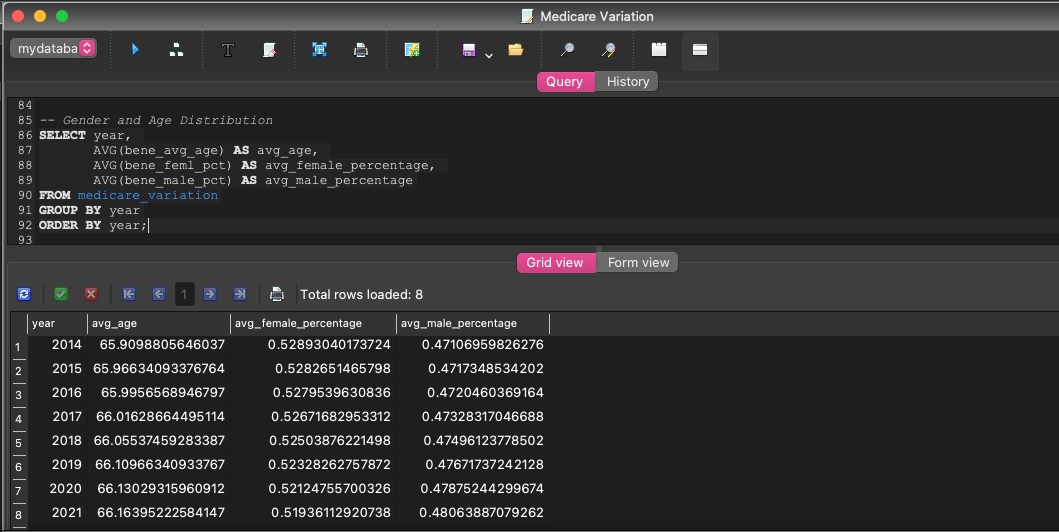 Medicare Variation
mydataba
Query History
84
85 -- Gender and Age Distribution
86 SELECT year,
87 AVG(bene_avg_age) AS avg_age,
88 AVG(bene_feml_pct) AS avg_female_percentage,
89 AVG(bene_male_pct) AS avg_male_percentage
90 FROM medicare_variation
91 GROUP BY year
92 ORDER BY year;
93
Grid view Form view
1 Total rows loaded: 8
year avg_age avg_female_percentage avg_male_percentage
1 2014 65.9098805646037 0.52893040173724 0.47106959826276
2 2015 65.96634093376764 0.5282651465798 0.4717348534202
3 2016 65.9956568946797 0.5279539630836 0.4720460369164
4 2017 66.01628664495114 0.52671682953312 0.47328317046688
5 2018 66.05537459283387 0.52503876221498 0.47496123778502
6 2019 66.10966340933767 0.52328262757872 0.47671737242128
7 2020 66.13029315960912 0.52124755700326 0.47875244299674
8 2021 66.16395222584147 0.51936112920738 0.48063887079262